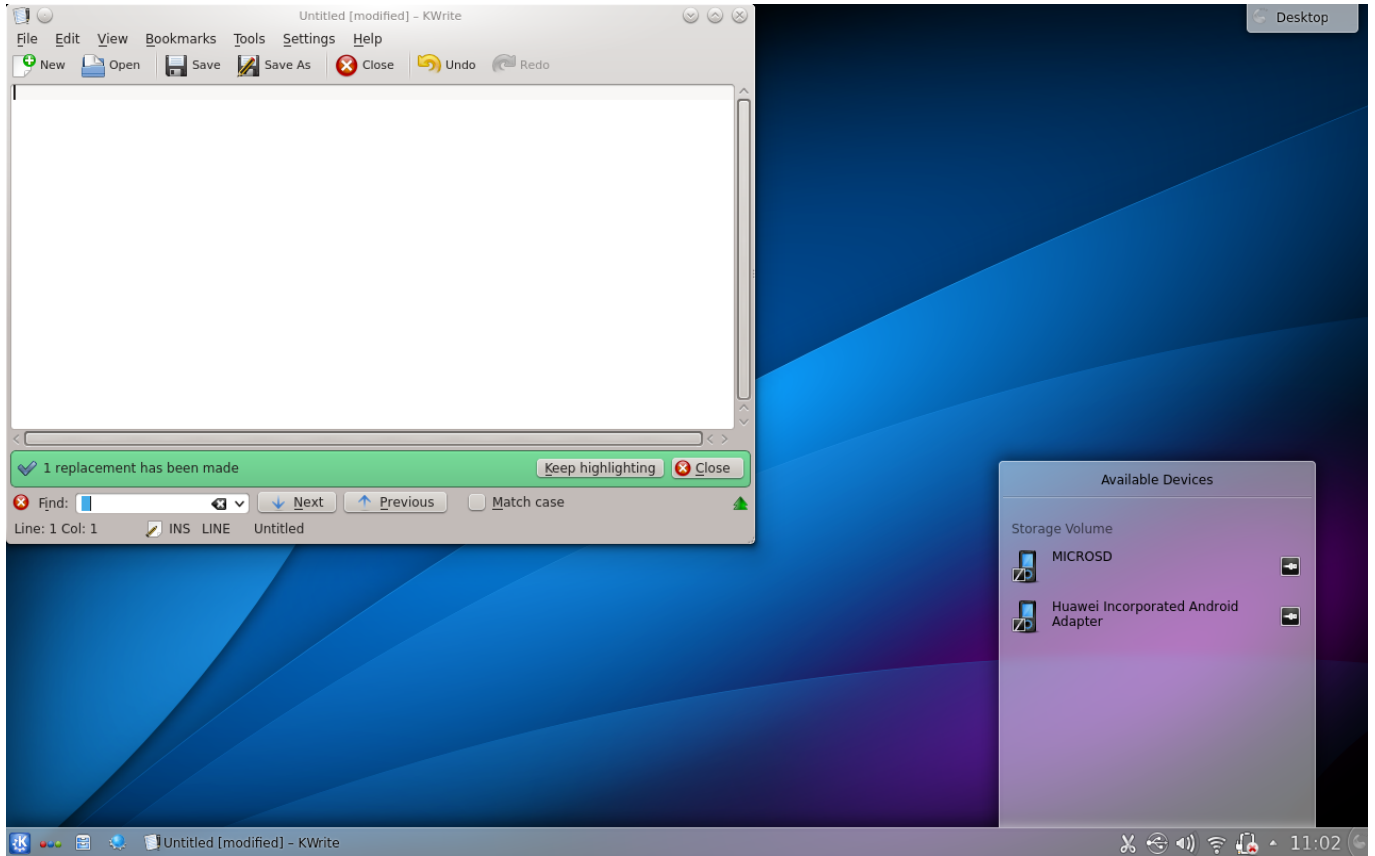 Untitled [modified] – KWrite
File Edit View Bookmarks Tools Settings Help
New Open Save Save As Close Undo Redo
1 replacement has been made Keep highlighting Close
Find: Next Previous Match case
Line: 1 Col: 1 INS LINE Untitled
Desktop
Available Devices
Storage Volume
MICROSD
Huawei Incorporated Android
Adapter
Untitled [modified] – KWrite 11:02